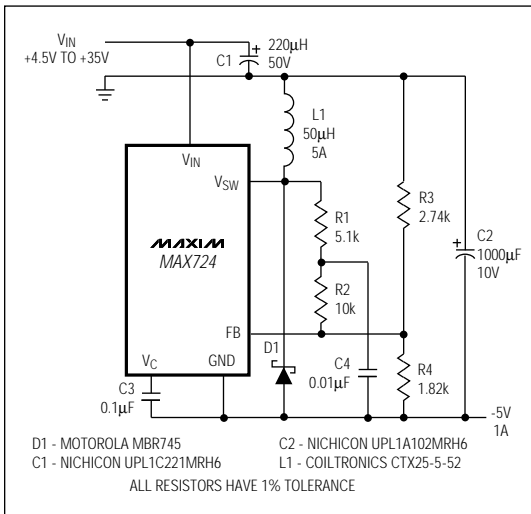 VIN
+4.5V TO +35V
C1
+
220μH
50V
L1
50μH
5A
VIN
VSW
R1
5.1k
R3
2.74k
C2
+
1000μF
10V
MAXIM
MAX724
R2
10k
FB
D1
C4
0.01μF
R4
1.82k
VC
GND
C3
0.1μF
-5V
1A
D1 - MOTOROLA MBR745
C2 - NICHICON UPL1A102MRH6
C1 - NICHICON UPL1C221MRH6
L1 - COILTRONICS CTX25-5-52
ALL RESISTORS HAVE 1% TOLERANCE